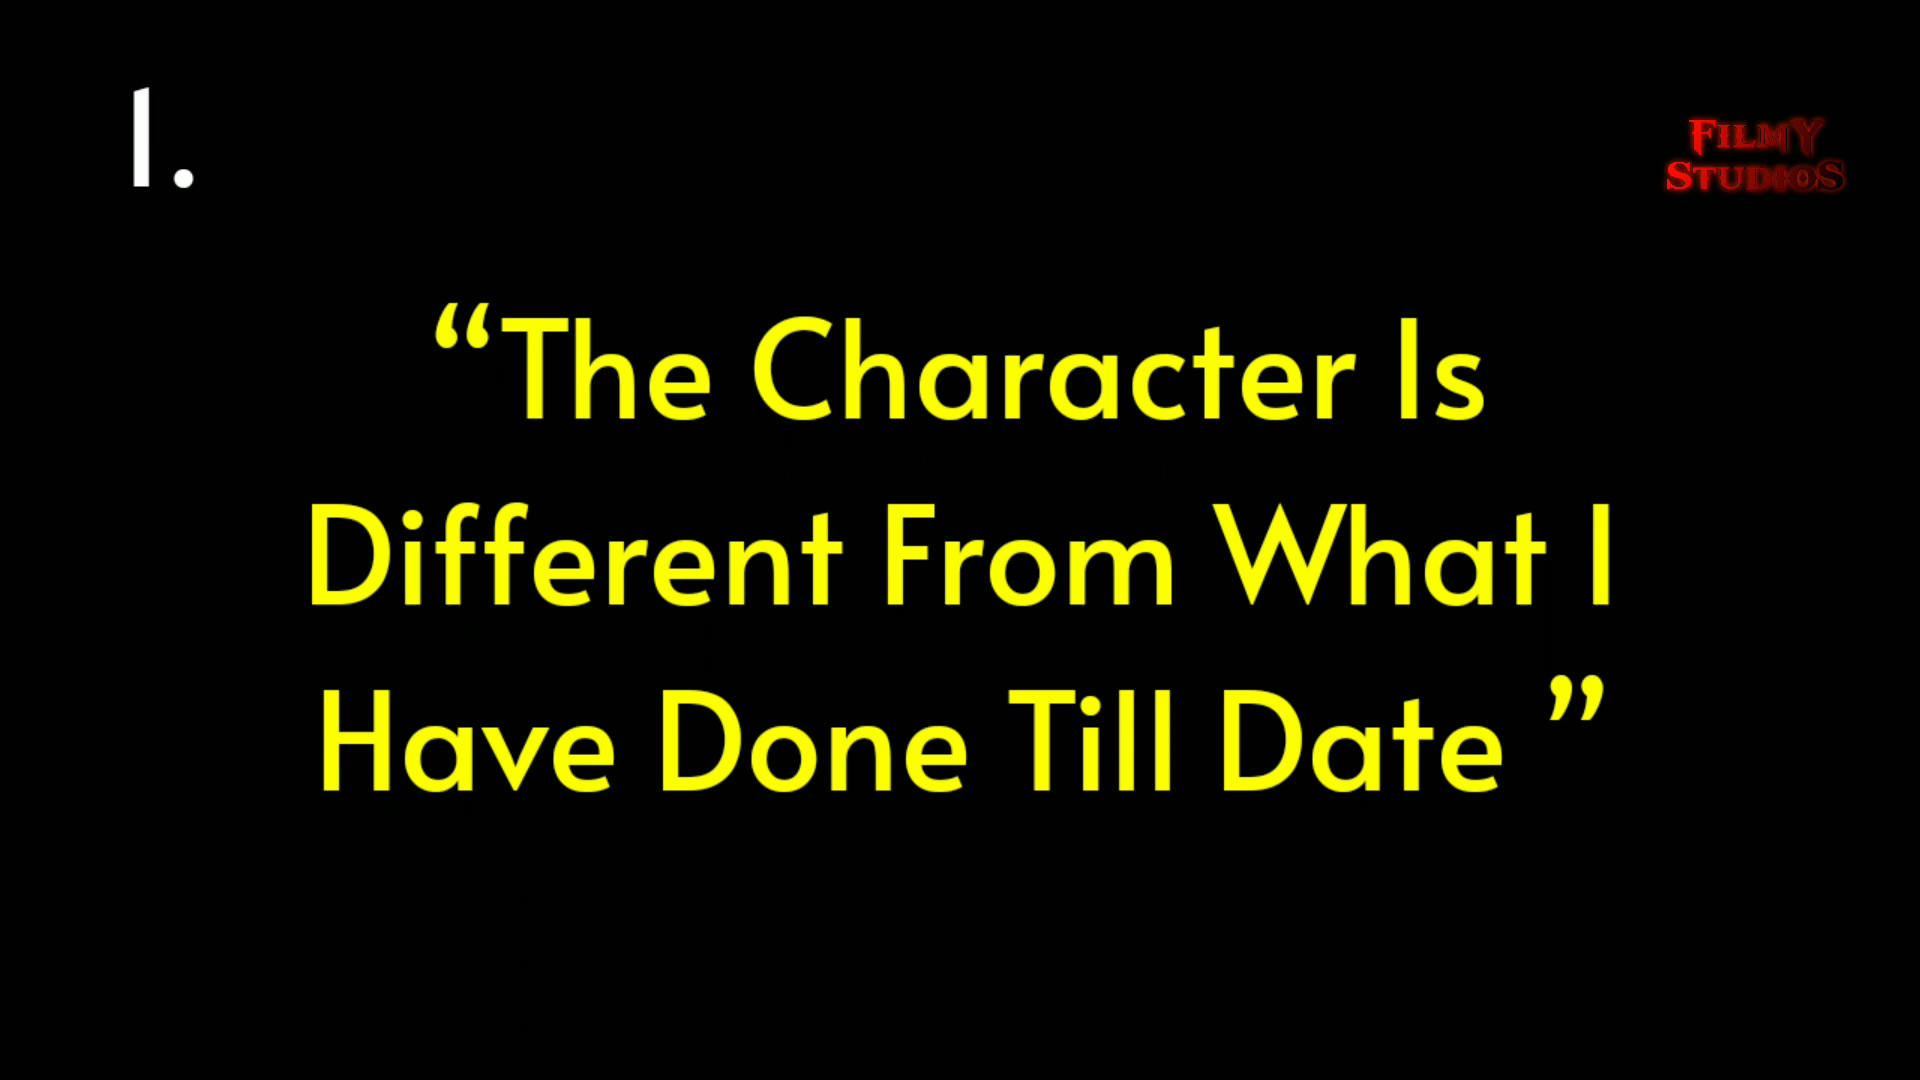 1.
FILMY
STUDIOS
“The Character Is
Different From What I
Have Done Till Date ”